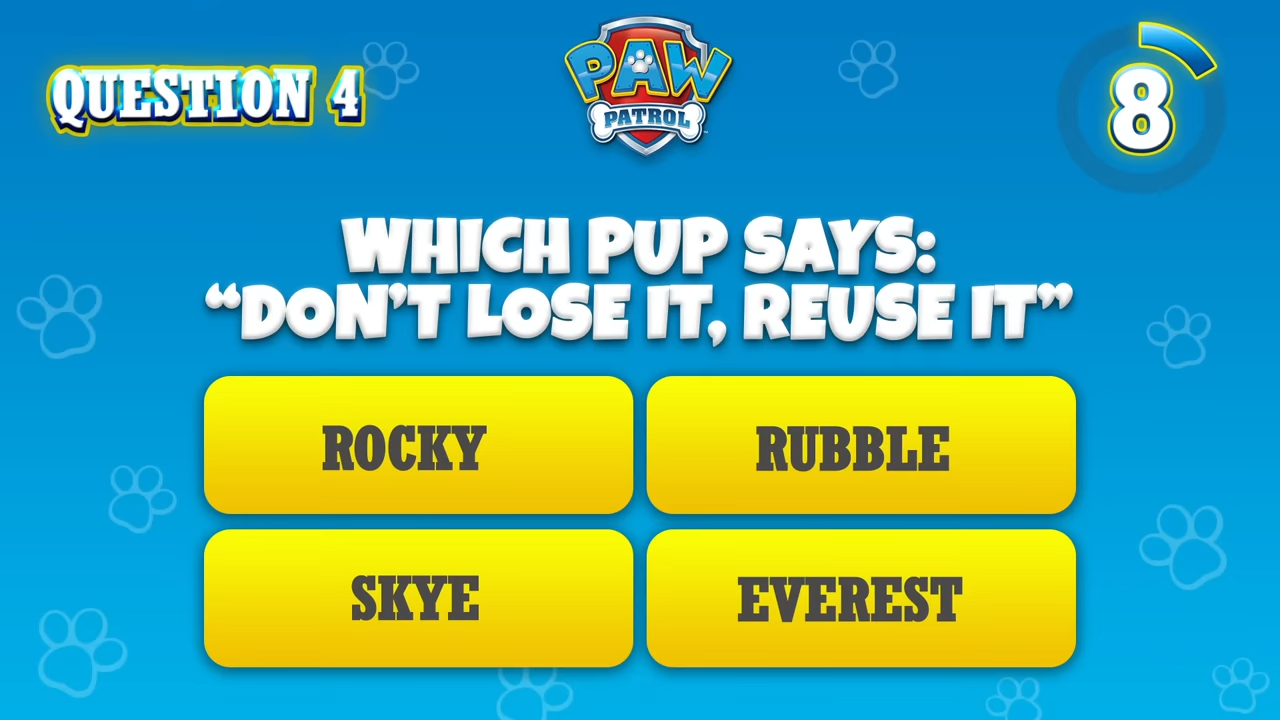 QUESTION 4
PAW
PATROL
8
WHICH PUP SAYS:
“DON’T LOSE IT, REUSE IT”
ROCKY
RUBBLE
SKYE
EVEREST